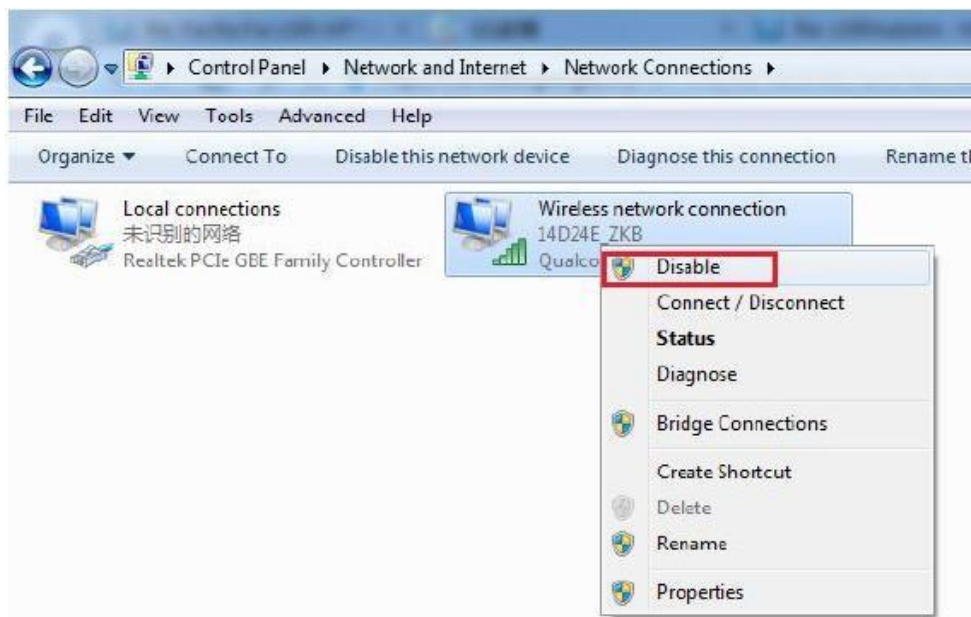 Control Panel ▸ Network and Internet ▸ Network Connections ▸
File Edit View Tools Advanced Help
Organize ▾ Connect To Disable this network device Diagnose this connection Rename
Local connections
未识别的网络
Realtek PCIe GBE Family Controller
Wireless network connection
14D24E_ZKB
Qualco
Disable
Connect / Disconnect
Status
Diagnose
Bridge Connections
Create Shortcut
Delete
Rename
Properties